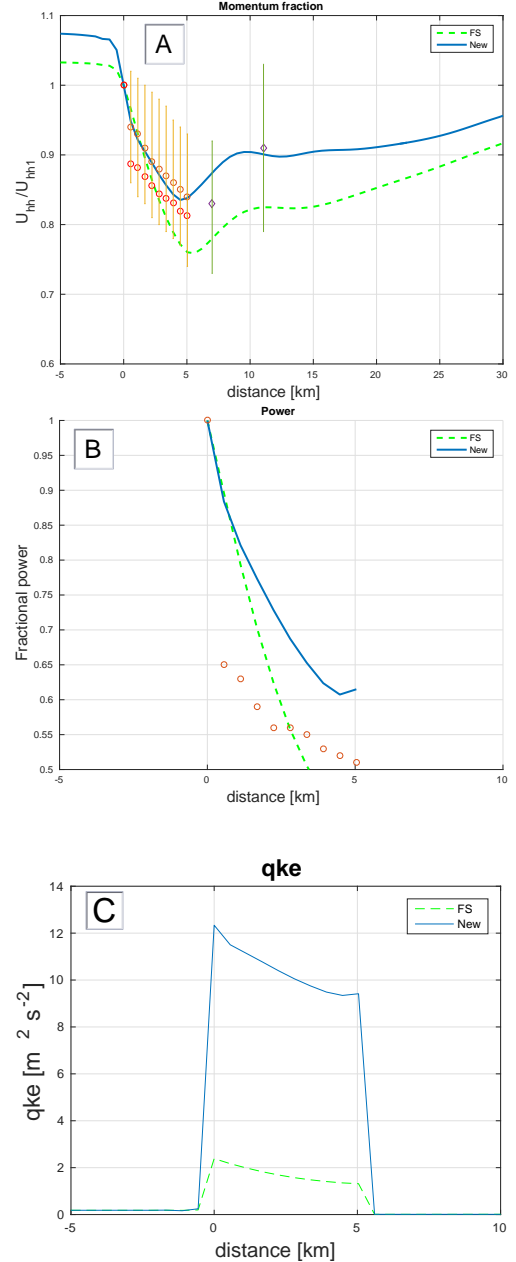 Momentum fraction
A
FS
New
1.1
1
0.9
0.8
0.7
0.6
U_hh/U_hh1
-5 0 5 10 15 20 25 30
distance [km]
Power
B
FS
New
1
0.95
0.9
0.85
0.8
0.75
0.7
0.65
0.6
0.55
0.5
Fractional power
-5 0 5 10
distance [km]
qke
C
FS
New
14
12
10
8
6
4
2
0
qke [m ² s⁻²]
-5 0 5 10
distance [km]